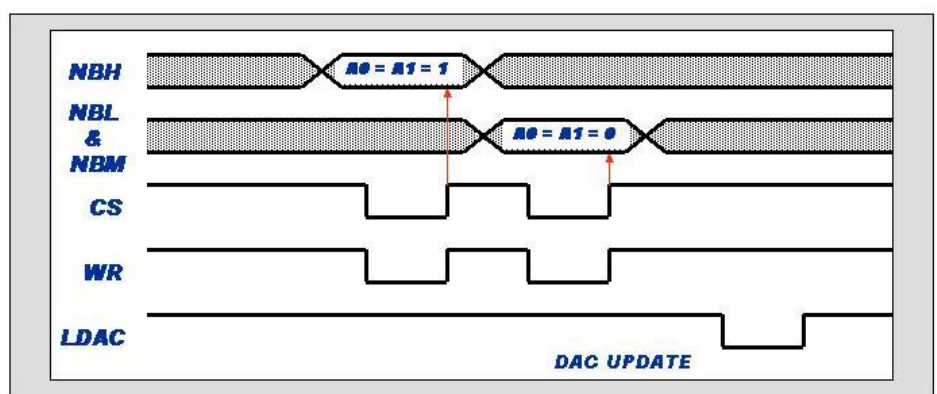 NBH
A0 = A1 = 1
NBL
&
NBM
A0 = A1 = 0
CS
WR
LDAC
DAC UPDATE